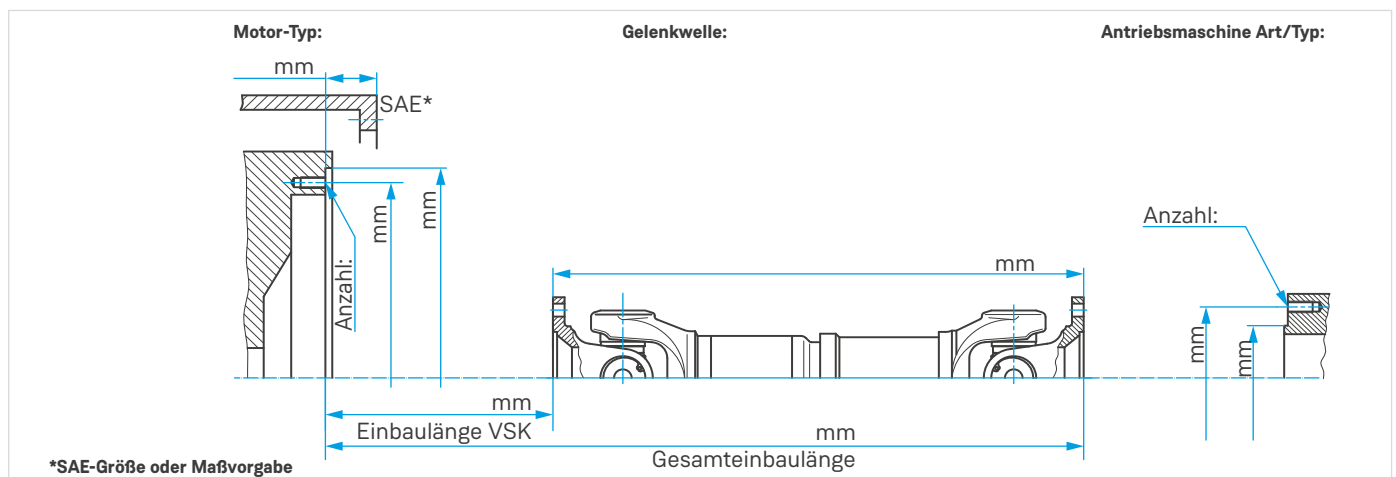 Motor-Typ:
Gelenkwelle:
Antriebsmaschine Art/Typ:
mm
SAE*
mm
mm
Anzahl:
Anzahl:
mm
mm
mm
mm
Einbaulänge VSK
mm
Gesamteinbaulänge
*SAE-Größe oder Maßvorgabe